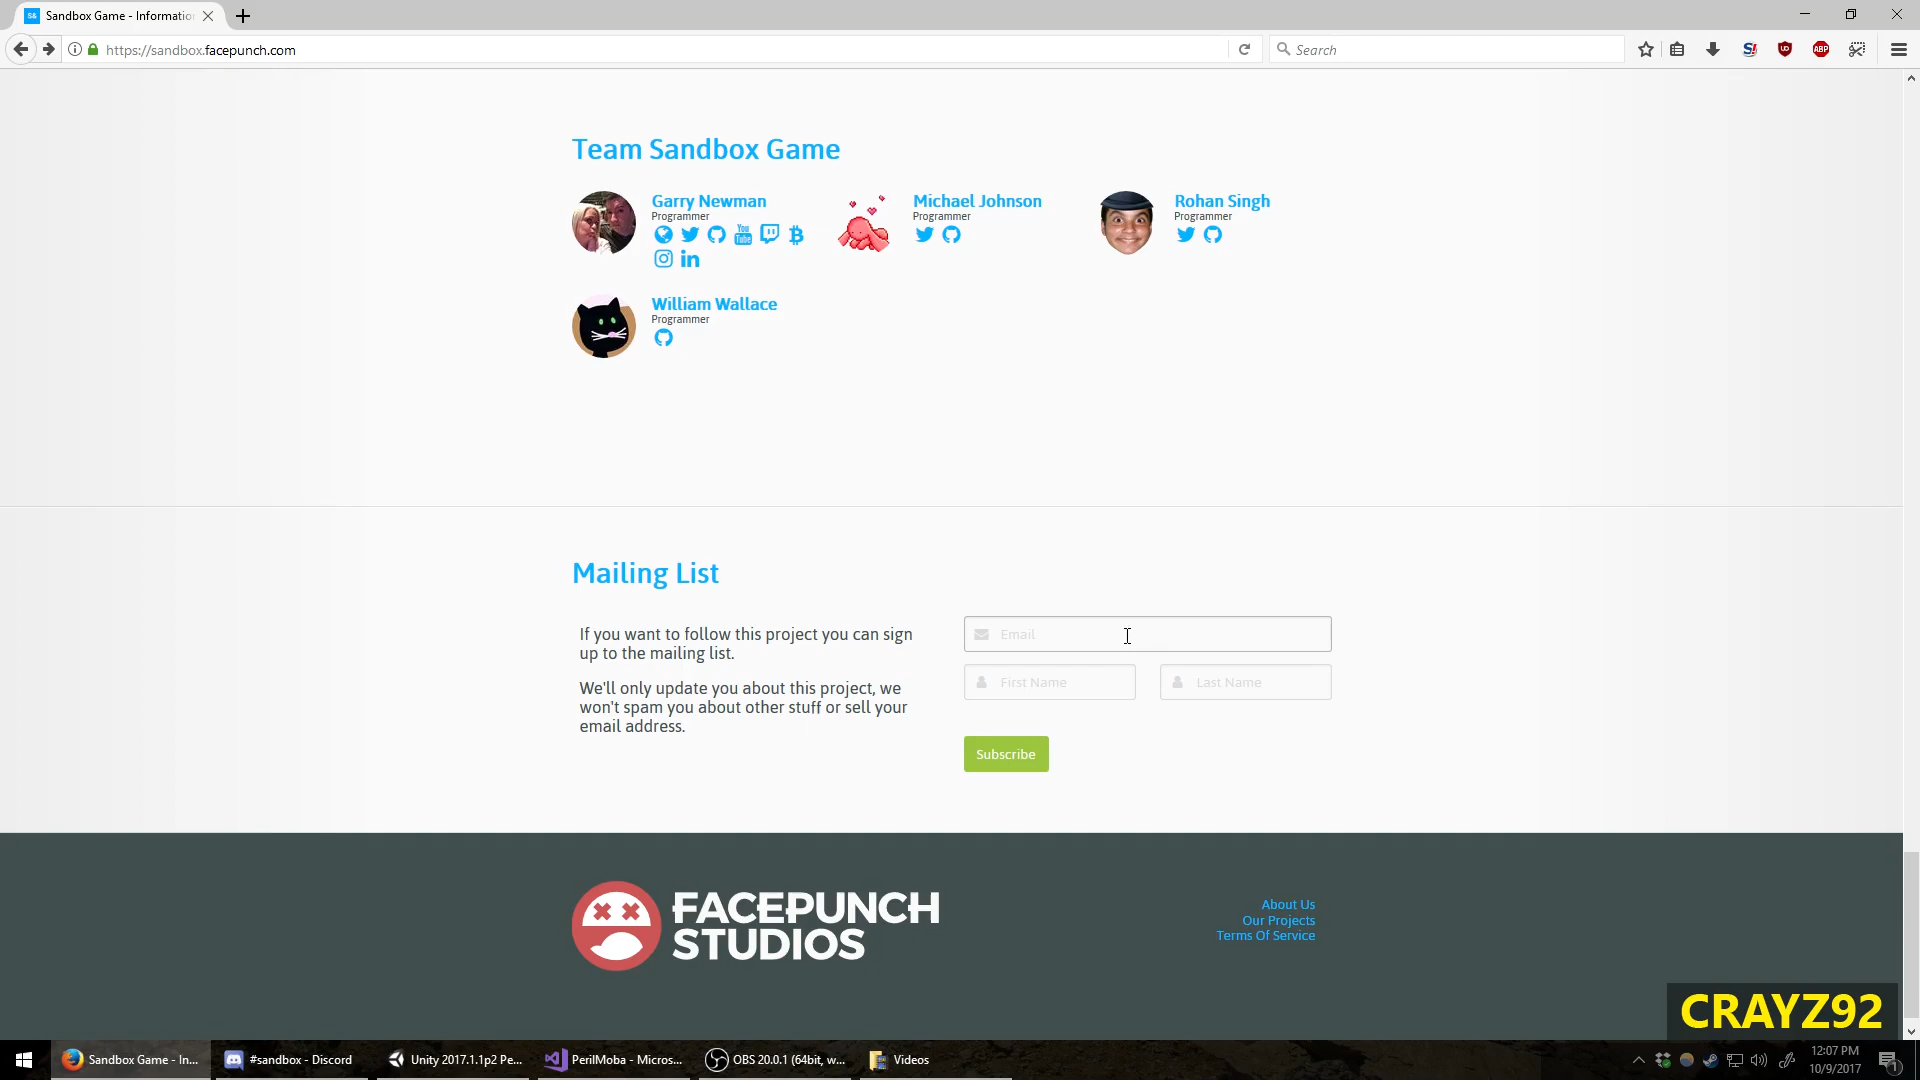 Sandbox Game - Informatio
https://sandbox.facepunch.com
Search
Team Sandbox Game
Garry Newman
Programmer
Michael Johnson
Programmer
Rohan Singh
Programmer
William Wallace
Programmer
Mailing List
If you want to follow this project you can sign
up to the mailing list.
We'll only update you about this project, we
won't spam you about other stuff or sell your
email address.
Email
First Name
Last Name
Subscribe
FACEPUNCH
STUDIOS
About Us
Our Projects
Terms Of Service
CRAYZ92
Sandbox Game - In...
#sandbox - Discord
Unity 2017.1.1p2 Pe...
PerilMoba - Micros...
OBS 20.0.1 (64bit, w...
Videos
12:07 PM
10/9/2017